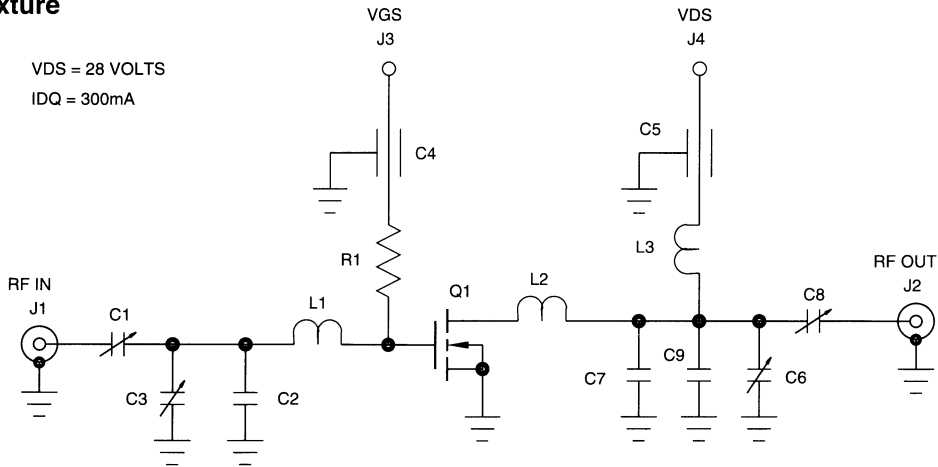 VGS
J3
VDS
J4
VDS = 28 VOLTS
IDQ = 300mA
C4
C5
R1
L3
RF IN
J1
C1
L1
Q1
L2
C8
RF OUT
J2
C3
C2
C7
C9
C6